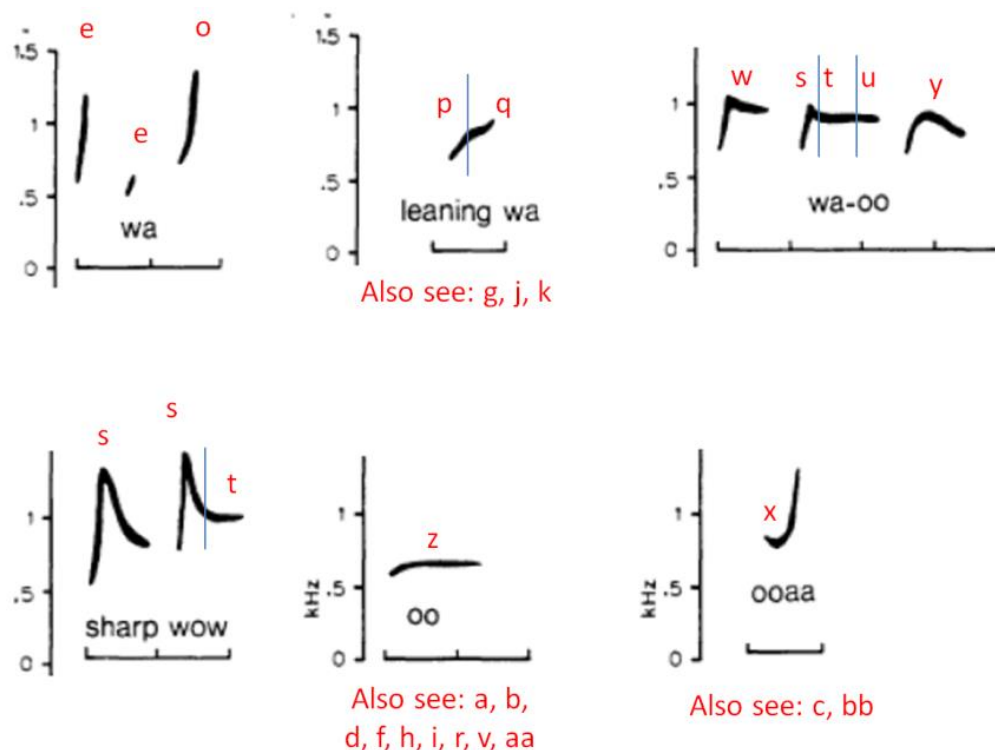 e o
1.5
1
e
.5
wa
0
1.5
p q
1
.5
leaning wa
0
Also see: g, j, k
w s t u y
1
.5
wa-oo
0
s
s
t
1
.5
sharp wow
0
1
z
.5
kHz
oo
0
Also see: a, b,
d, f, h, i, r, v, aa
1
x
.5
kHz
ooaa
0
Also see: c, bb